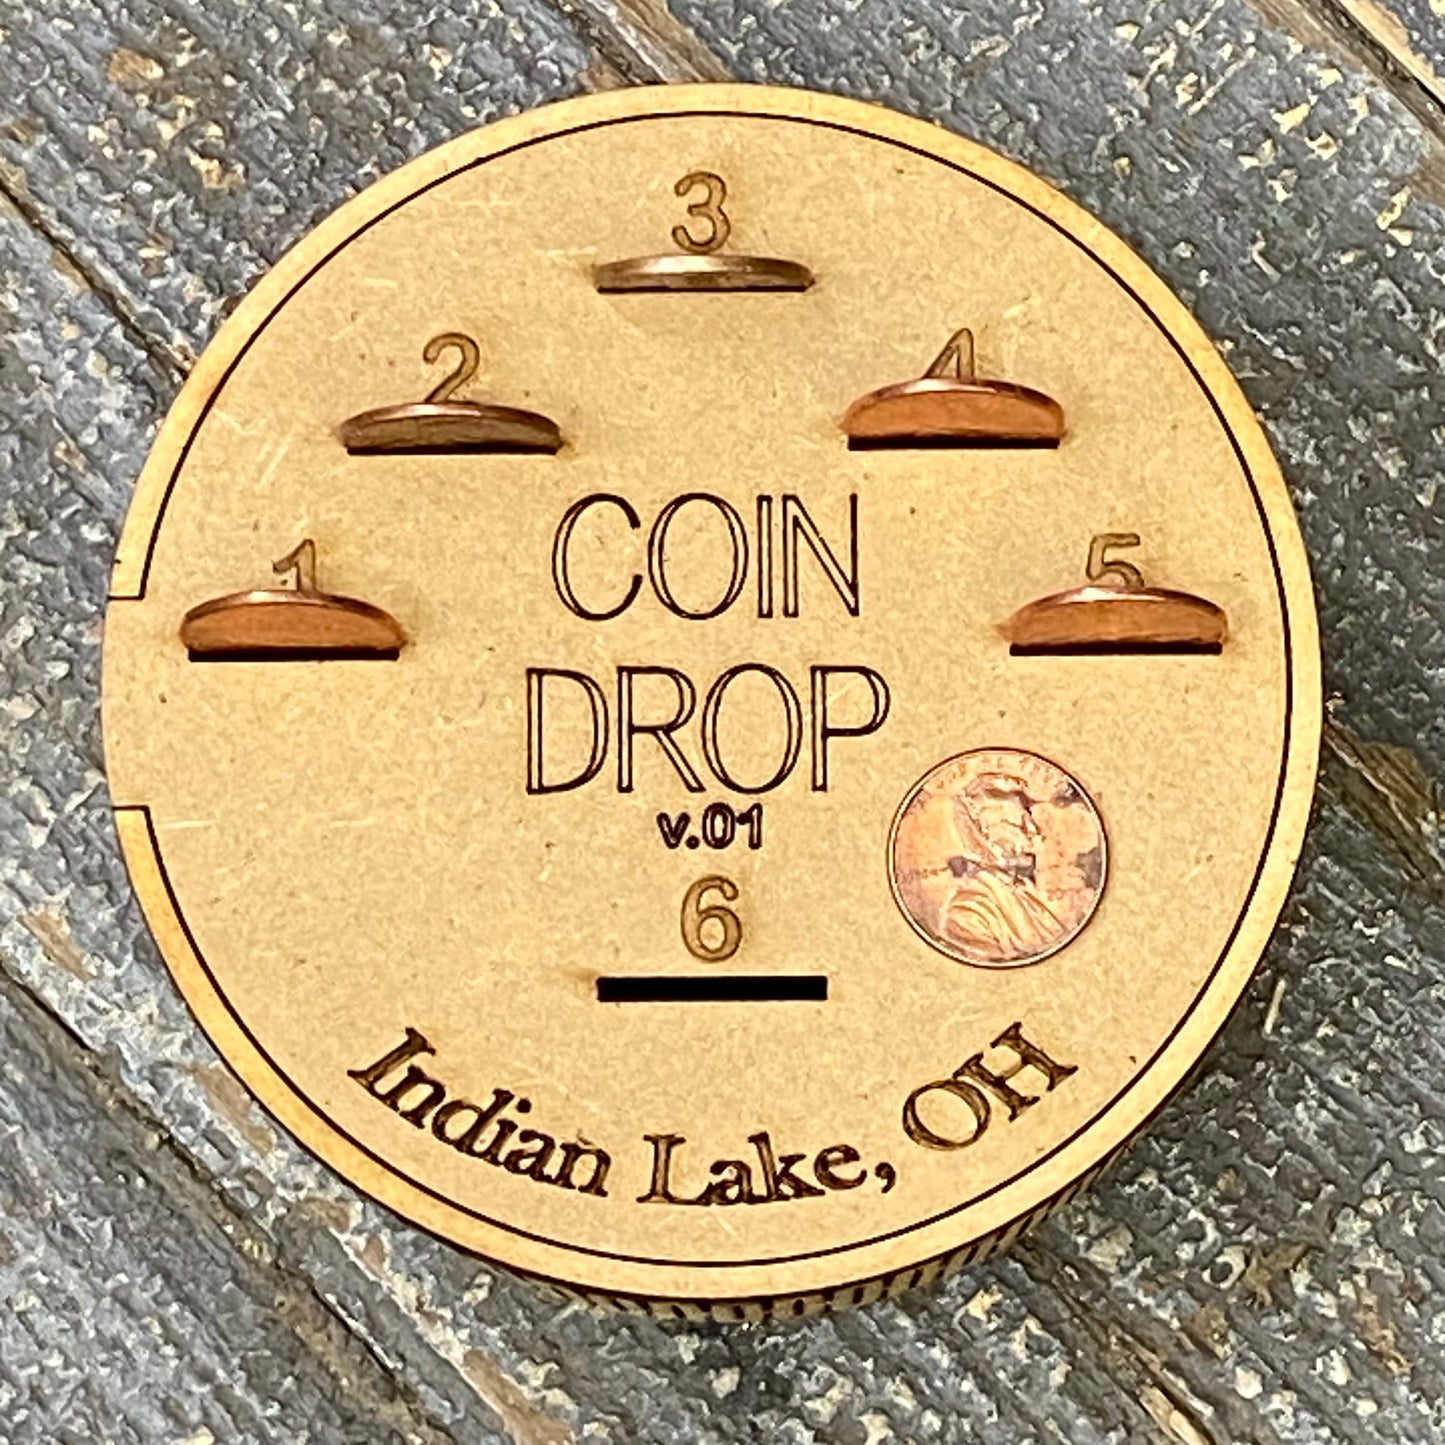 3
2
4
1
5
COIN
DROP
v.01
6
Indian Lake, OH